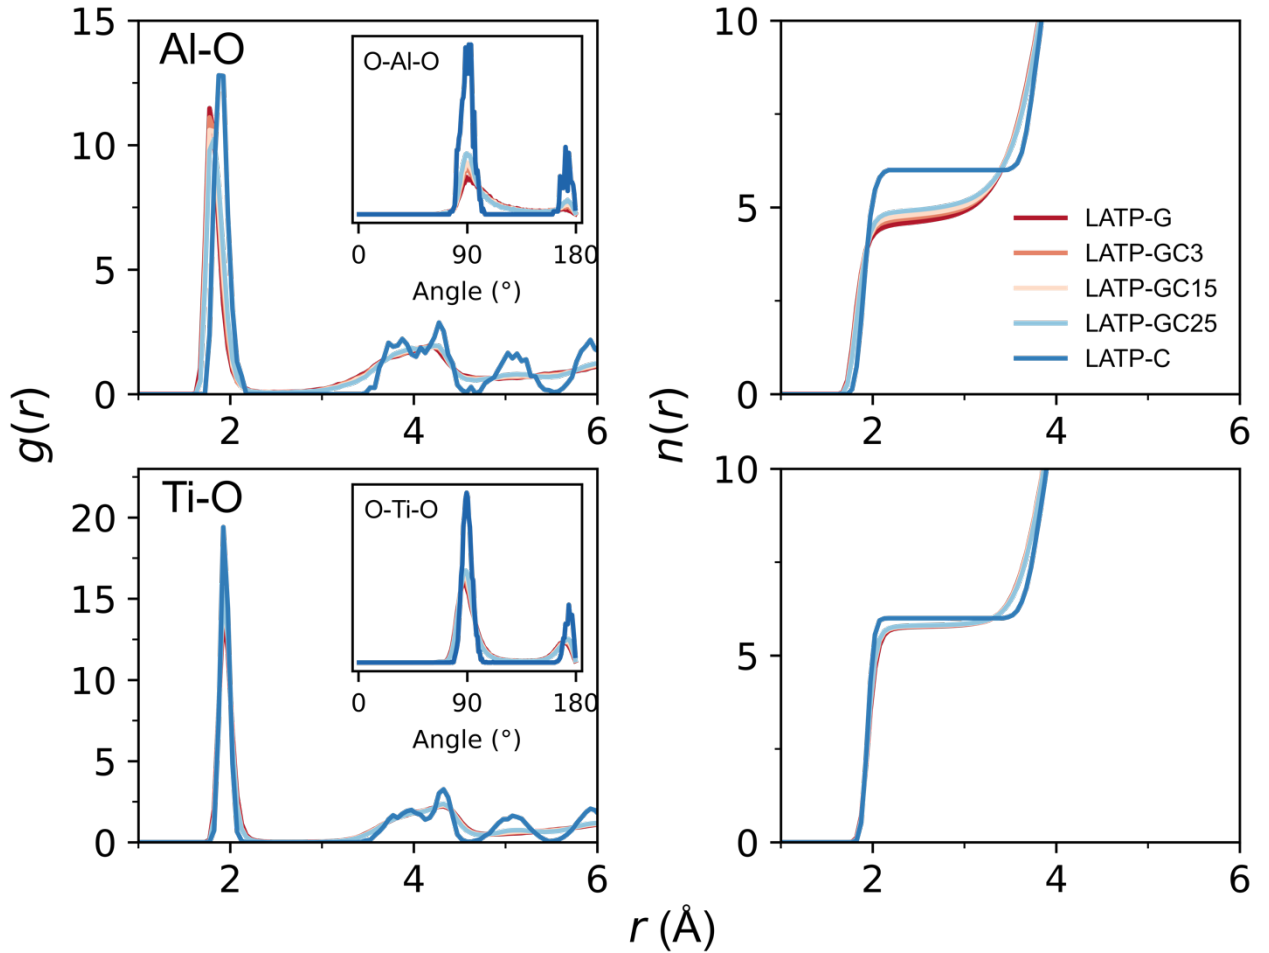 15
10
5
0
Al-O
O-Al-O
0 90 180
Angle (°)
2 4 6
g(r)
10
5
0
LATP-G
LATP-GC3
LATP-GC15
LATP-GC25
LATP-C
2 4 6
n(r)
20
15
10
5
0
Ti-O
O-Ti-O
0 90 180
Angle (°)
2 4 6
10
5
0
2 4 6
r (Å)